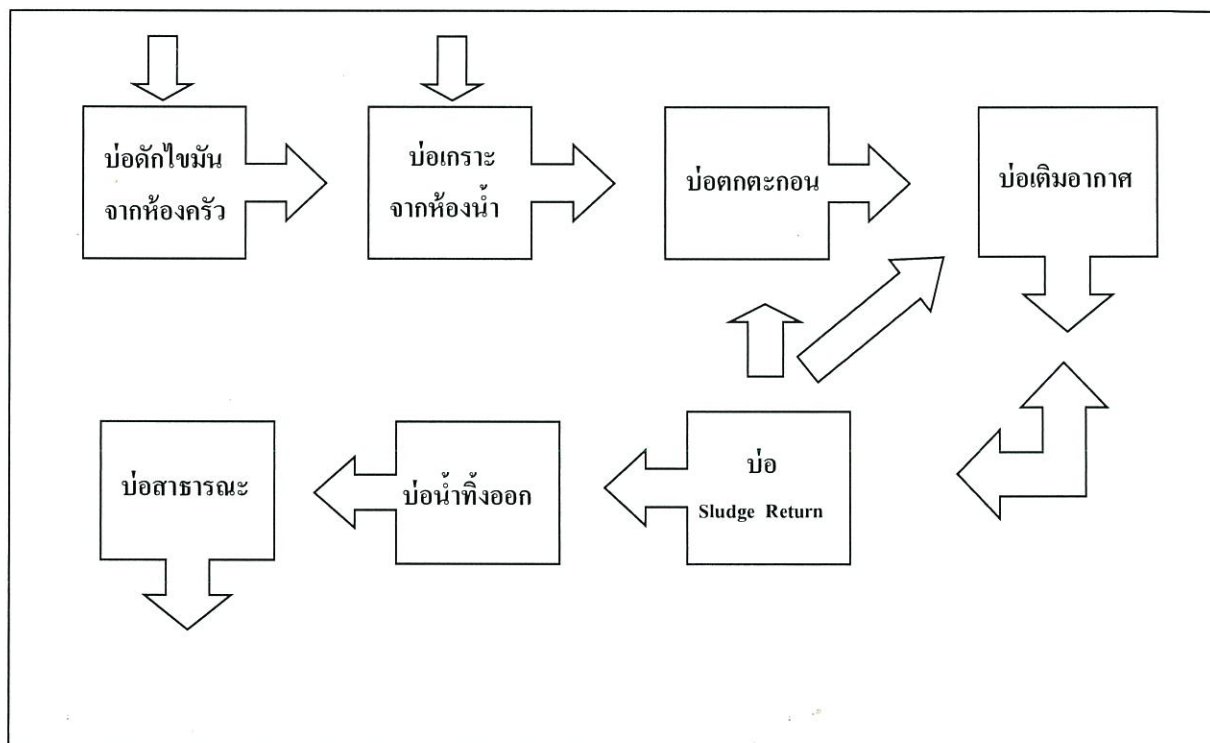 บ่อดักไขมัน
จากห้องครัว
บ่อเกราะ
จากห้องน้ำ
บ่อตกตะกอน
บ่อเติมอากาศ
บ่อสาธารณะ
บ่อน้ำทิ้งออก
บ่อ
Sludge Return